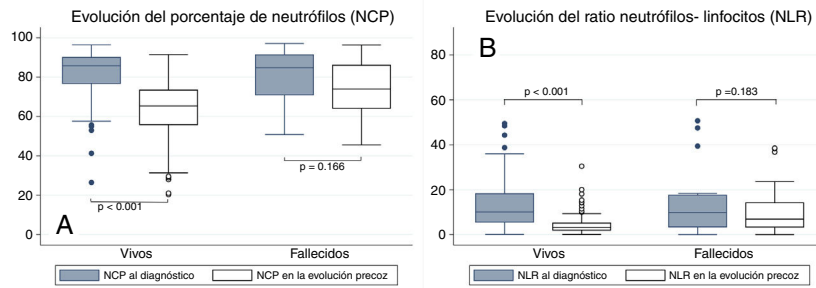 Evolución del porcentaje de neutrófilos (NCP)
100
80
60
40
20
0
p < 0.001
p = 0.166
A
Vivos
Fallecidos
NCP al diagnóstico
NCP en la evolución precoz
Evolución del ratio neutrófilos- linfocitos (NLR)
B
80
60
40
20
0
p < 0.001
p =0.183
Vivos
Fallecidos
NLR al diagnóstico
NLR en la evolución precoz